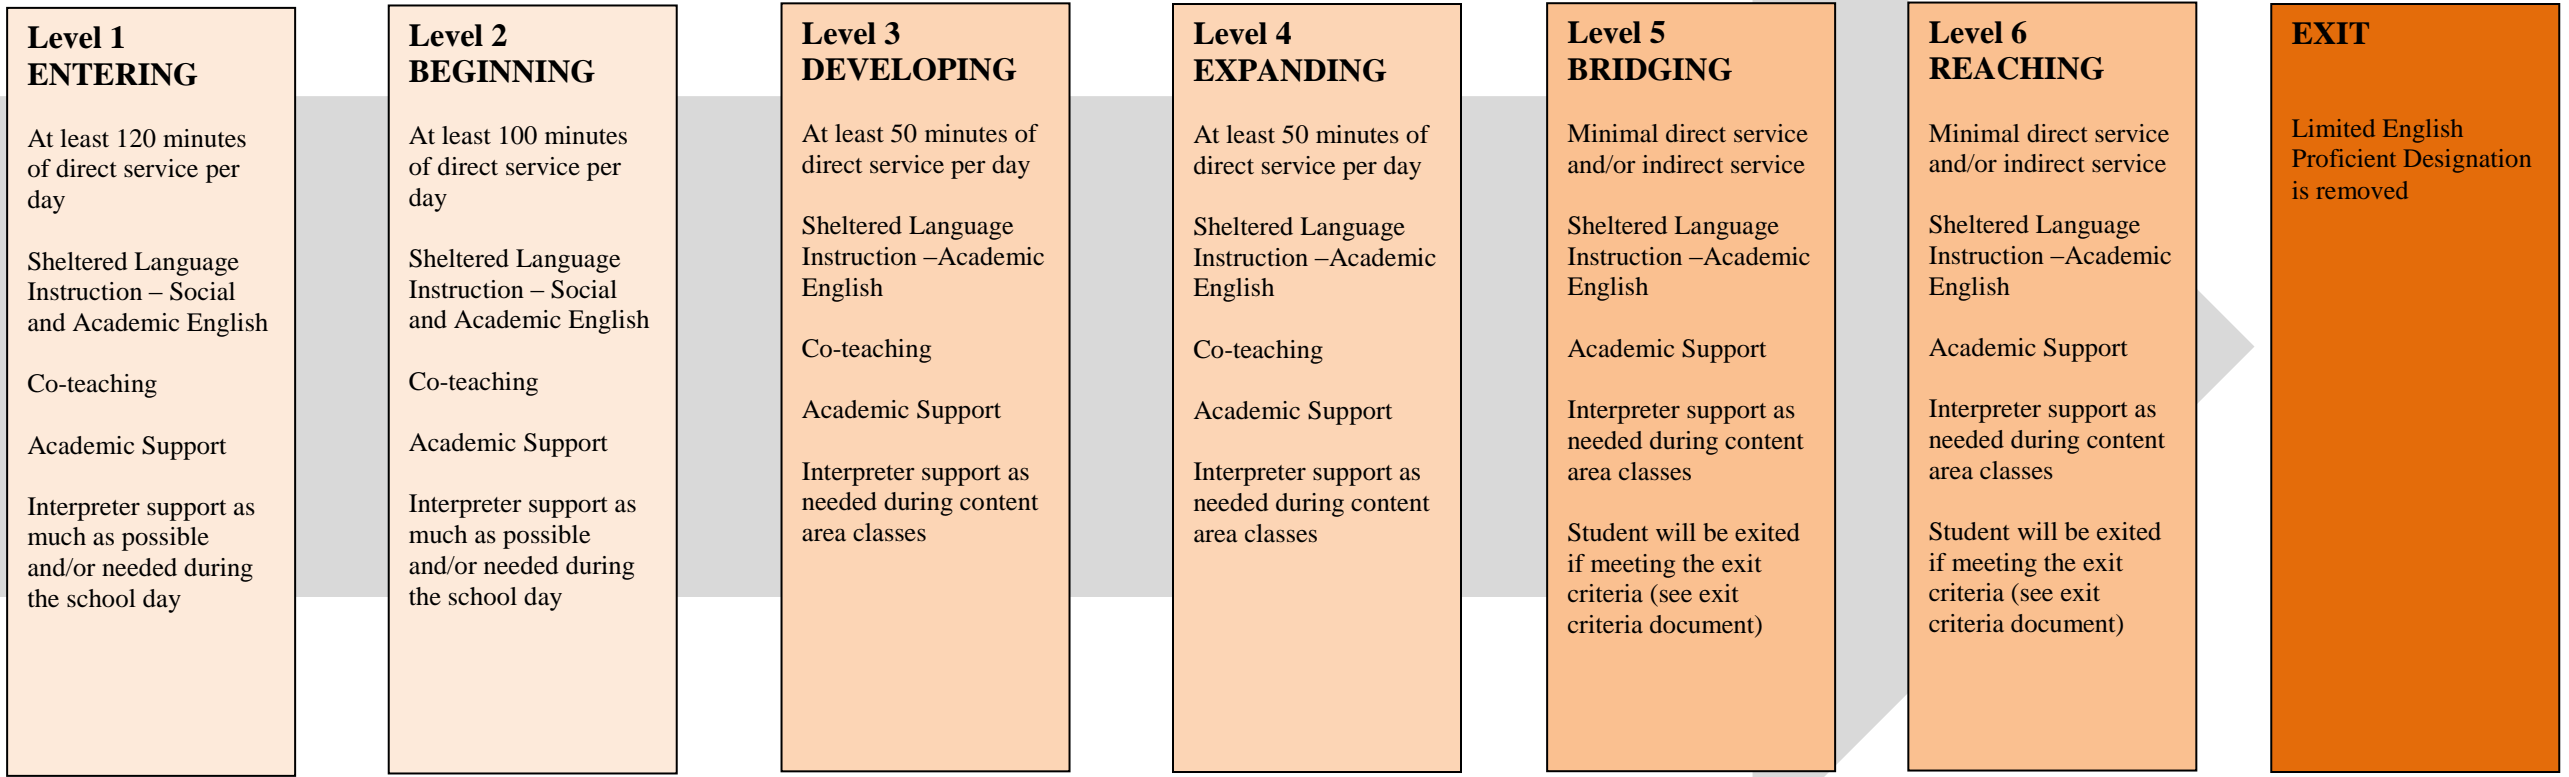 Level 1
ENTERING
At least 120 minutes
of direct service per
day
Sheltered Language
Instruction – Social
and Academic English
Co-teaching
Academic Support
Interpreter support as
much as possible
and/or needed during
the school day
Level 2
BEGINNING
At least 100 minutes
of direct service per
day
Sheltered Language
Instruction – Social
and Academic English
Co-teaching
Academic Support
Interpreter support as
much as possible
and/or needed during
the school day
Level 3
DEVELOPING
At least 50 minutes of
direct service per day
Sheltered Language
Instruction –Academic
English
Co-teaching
Academic Support
Interpreter support as
needed during content
area classes
Level 4
EXPANDING
At least 50 minutes of
direct service per day
Sheltered Language
Instruction –Academic
English
Co-teaching
Academic Support
Interpreter support as
needed during content
area classes
Level 5
BRIDGING
Minimal direct service
and/or indirect service
Sheltered Language
Instruction –Academic
English
Academic Support
Interpreter support as
needed during content
area classes
Student will be exited
if meeting the exit
criteria (see exit
criteria document)
Level 6
REACHING
Minimal direct service
and/or indirect service
Sheltered Language
Instruction –Academic
English
Academic Support
Interpreter support as
needed during content
area classes
Student will be exited
if meeting the exit
criteria (see exit
criteria document)
EXIT
Limited English
Proficient Designation
is removed